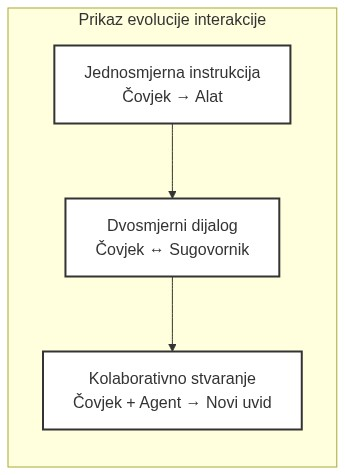 Prikaz evolucije interakcije
Jednosmjerna instrukcija
Čovjek → Alat
Dvosmjerni dijalog
Čovjek ↔ Sugovornik
Kolaborativno stvaranje
Čovjek + Agent → Novi uvid